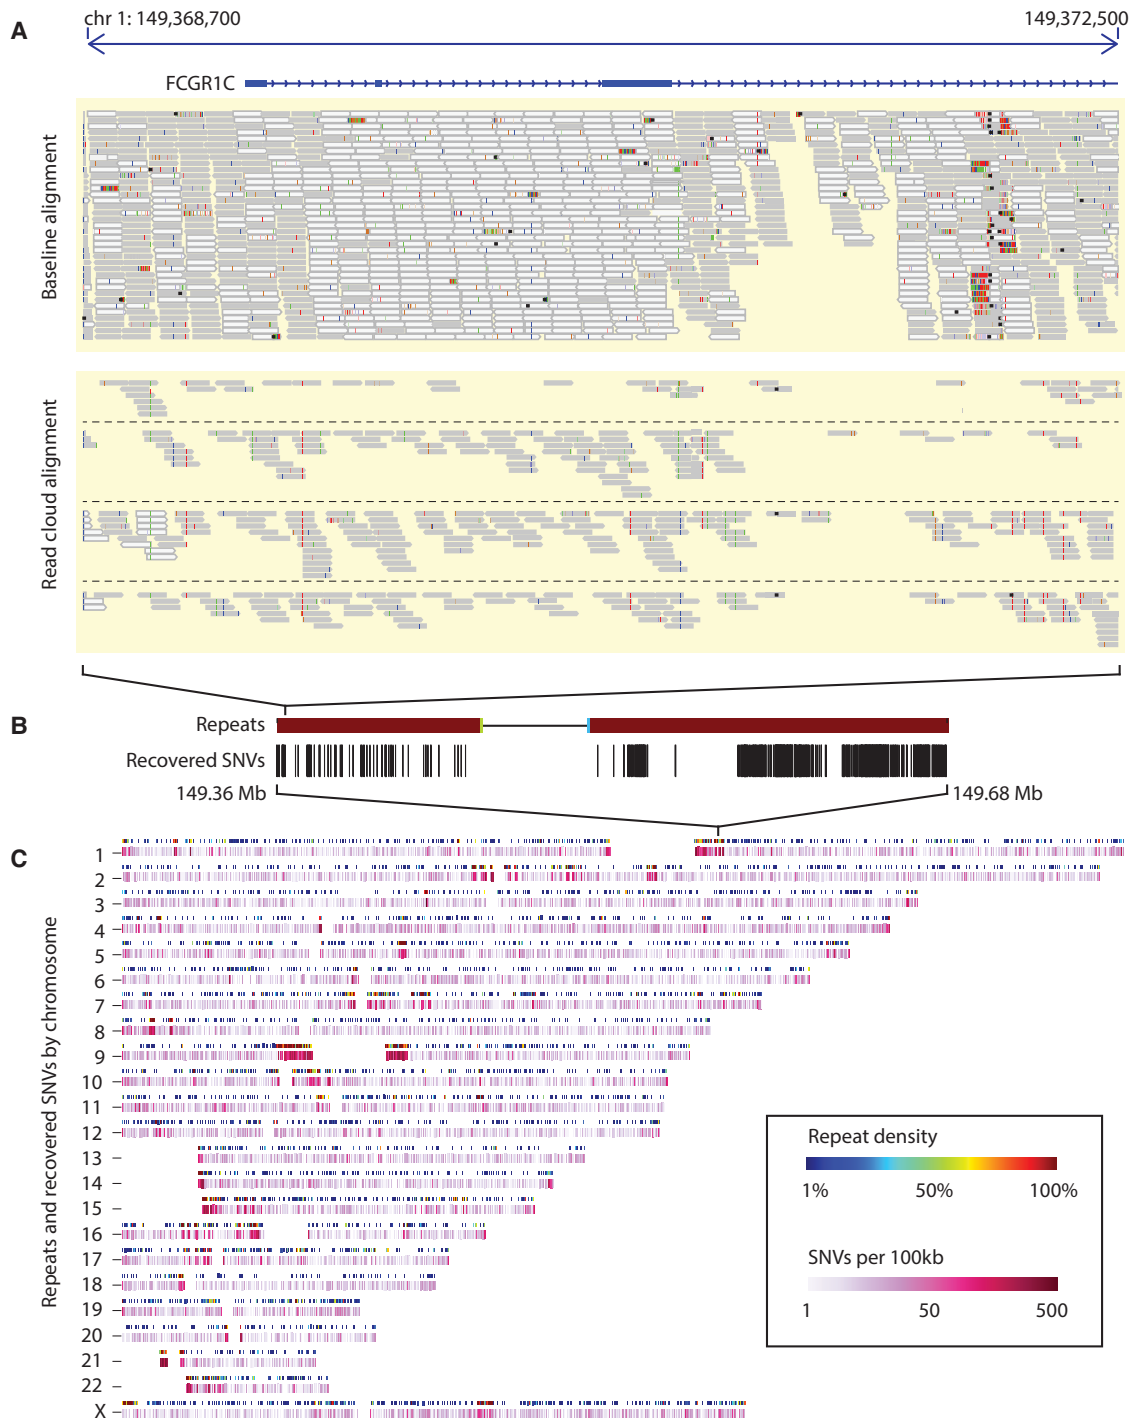 A
chr 1: 149,368,700
149,372,500
FCGR1C
Baseline alignment
Read cloud alignment
B
Repeats
Recovered SNVs
149.36 Mb
149.68 Mb
C
Repeats and recovered SNVs by chromosome
1
2
3
4
5
6
7
8
9
10
11
12
13
14
15
16
17
18
19
20
21
22
X
Repeat density
1% 50% 100%
SNVs per 100kb
1 50 500